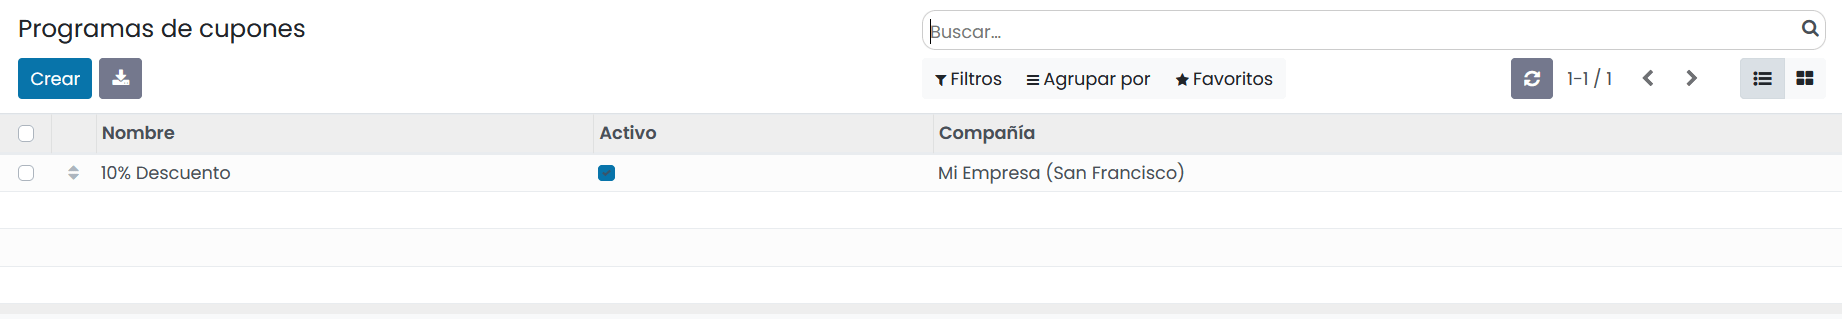 Programas de cupones
Buscar...
Crear
Filtros Agrupar por Favoritos
1-1 / 1
Nombre Activo Compañía
10% Descuento Mi Empresa (San Francisco)